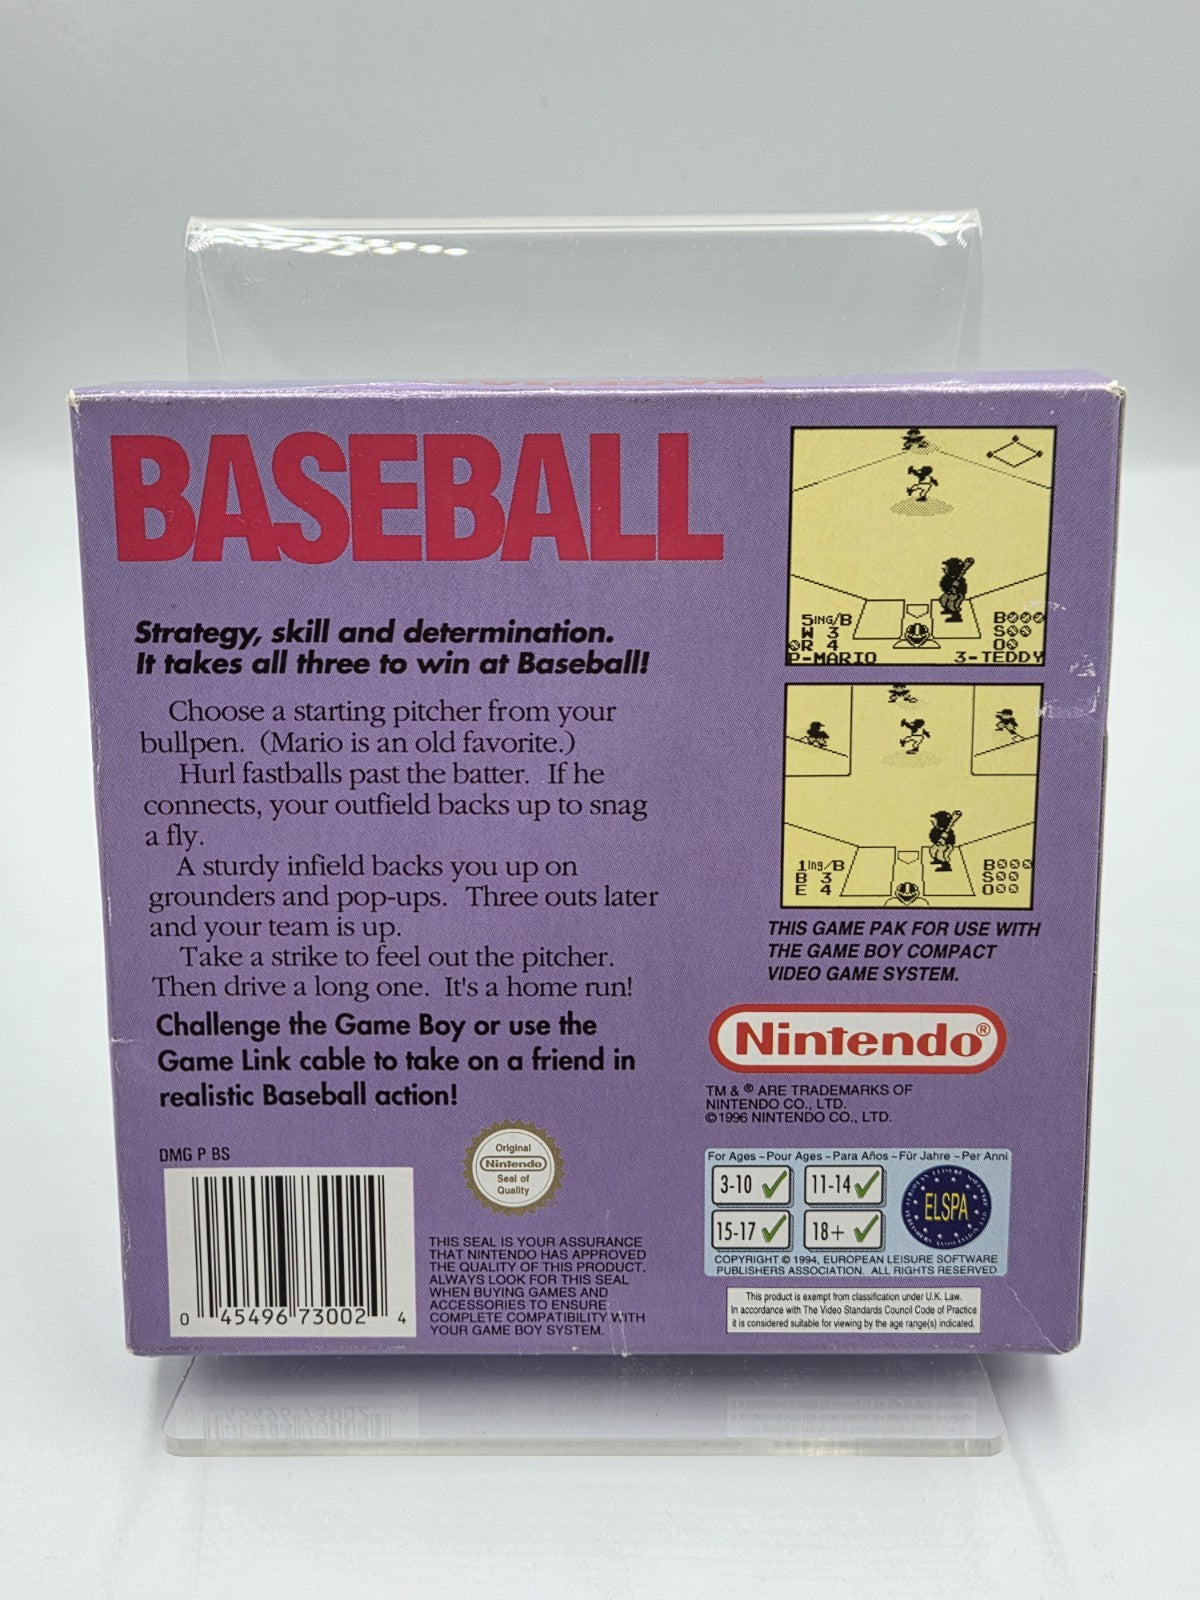 BASEBALL
Strategy, skill and determination.
It takes all three to win at Baseball!
Choose a starting pitcher from your
bullpen. (Mario is an old favorite.)
Hurl fastballs past the batter. If he
connects, your outfield backs up to snag
a fly.
A sturdy infield backs you up on
grounders and pop-ups. Three outs later
and your team is up.
Take a strike to feel out the pitcher.
Then drive a long one. It's a home run!
Challenge the Game Boy or use the
Game Link cable to take on a friend in
realistic Baseball action!
DMG P BS
0 45496 73002 4
Original
Nintendo
Seal of
Quality
THIS SEAL IS YOUR ASSURANCE
THAT NINTENDO HAS APPROVED
THE QUALITY OF THIS PRODUCT.
ALWAYS LOOK FOR THIS SEAL
WHEN BUYING GAMES AND
ACCESSORIES TO ENSURE
COMPLETE COMPATIBILITY WITH
YOUR GAME BOY SYSTEM.
5ING/B B
W 3 S
R 4 O
P-MARIO 3-TEDDY
1ing/B B
B 3 S
E 4 O
THIS GAME PAK FOR USE WITH
THE GAME BOY COMPACT
VIDEO GAME SYSTEM.
Nintendo®
TM & ® ARE TRADEMARKS OF
NINTENDO CO., LTD.
© 1996 NINTENDO CO., LTD.
For Ages ~ Pour Ages ~ Para Años ~ Für Jahre ~ Per Anni
3-10 11-14
15-17 18+
ELSPA
COPYRIGHT © 1994, EUROPEAN LEISURE SOFTWARE
PUBLISHERS ASSOCIATION. ALL RIGHTS RESERVED
This product is exempt from classification under U.K. Law.
In accordance with The Video Standards Council Code of Practice
it is considered suitable for viewing by the age range(s) indicated.